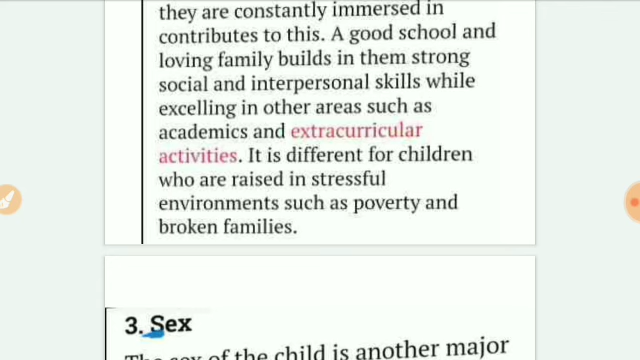 they are constantly immersed in
contributes to this. A good school and
loving family builds in them strong
social and interpersonal skills while
excelling in other areas such as
academics and extracurricular
activities. It is different for children
who are raised in stressful
environments such as poverty and
broken families.
3. Sex
The sex of the child is another major